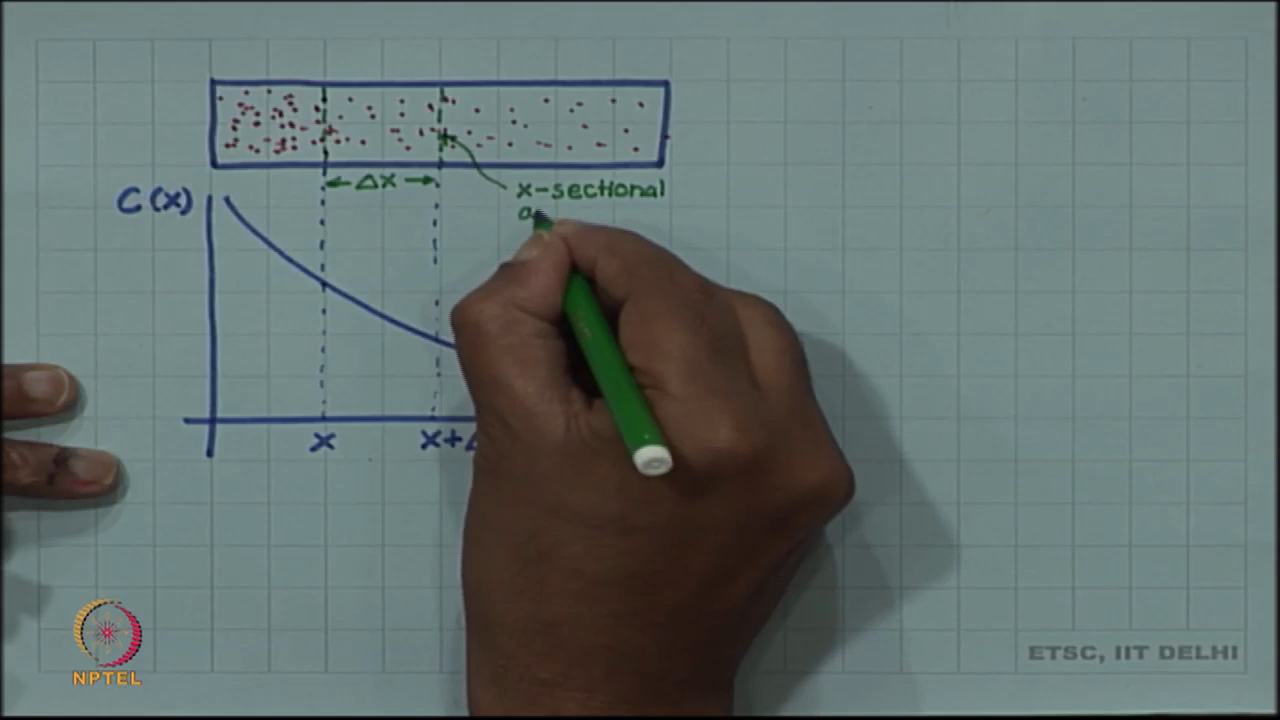 Δx
x-sectional
a
C(x)
x x+Δ
ETSC, IIT DELHI
NPTEL